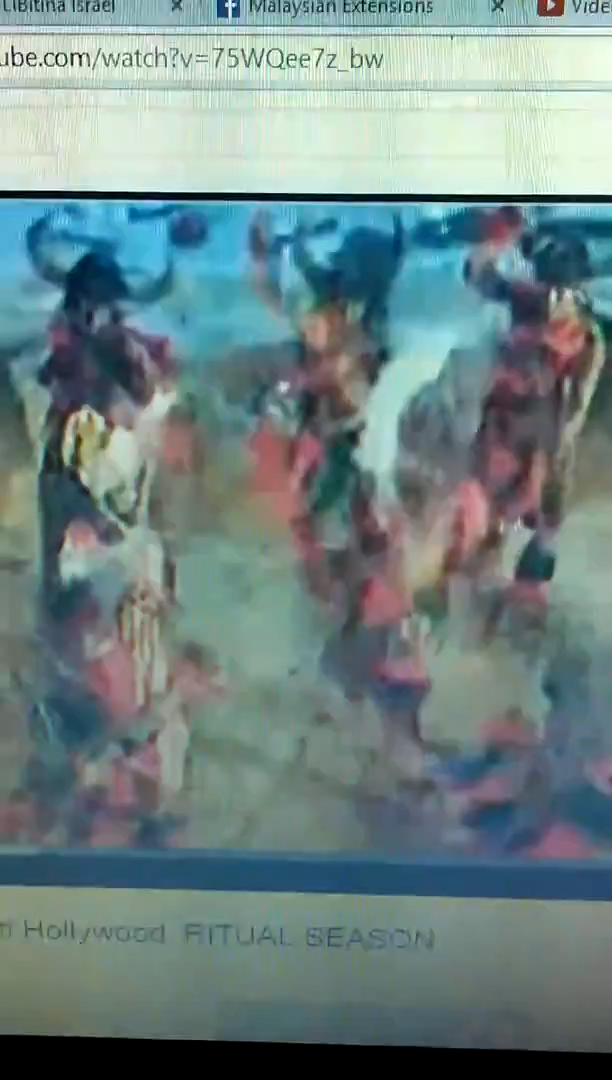 LiBitina Israel × Malaysian Extensions × Vide
ube.com/watch?v=75WQee7z_bw
Hollywood RITUAL SEASON